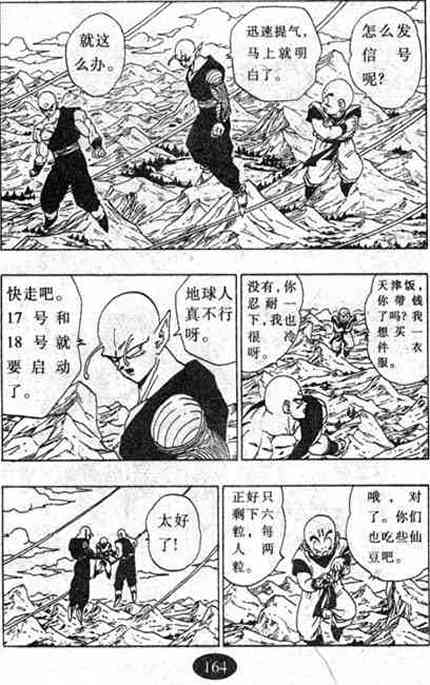 怎么发
信号
呢?
迅速提气,
马上就明
白了。
就这
么办。
天津饭,
你带钱
了吗?我
想买一
件衣
服。
没有,你
忍耐一
下,我也
很冷
呀。
地球人
真不行
呀。
快走吧。
17号和
18号就
要启动
了。
哦,对
了。你们
也吃些仙
豆吧。
正好只
剩下六
粒,每
人两
粒。
太好
了!
164